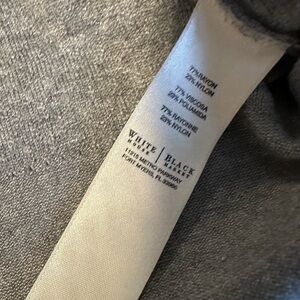 77% RAYON
23% NYLON
77% VISCOSA
23% POLIAMIDA
77% RAYONNE
23% NYLON
WHITE | BLACK
HOUSE | MARKET
11215 METRO PARKWAY
FORT MYERS, FL 33966